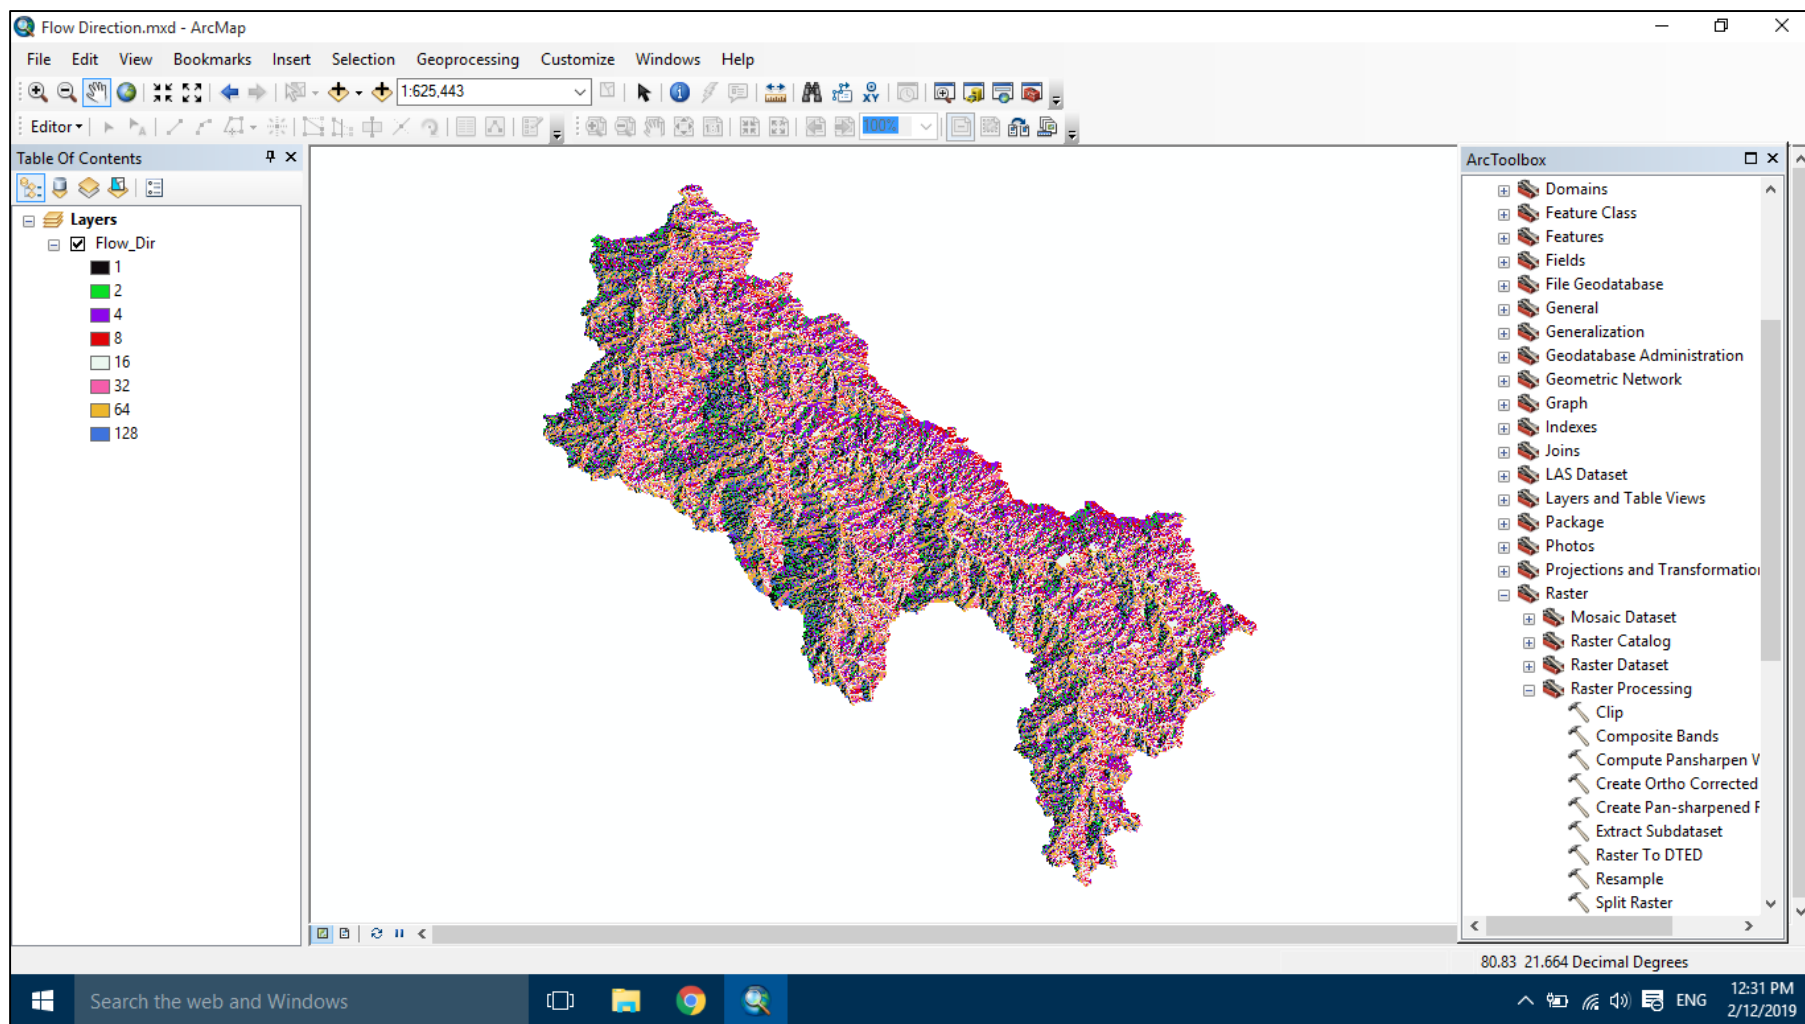 Flow Direction.mxd - ArcMap
File Edit View Bookmarks Insert Selection Geoprocessing Customize Windows Help
1:625,443
XY
Editor
1:1
100%
Table Of Contents
Layers
Flow_Dir
1
2
4
8
16
32
64
128
ArcToolbox
Domains
Feature Class
Features
Fields
File Geodatabase
General
Generalization
Geodatabase Administration
Geometric Network
Graph
Indexes
Joins
LAS Dataset
Layers and Table Views
Package
Photos
Projections and Transformation
Raster
Mosaic Dataset
Raster Catalog
Raster Dataset
Raster Processing
Clip
Composite Bands
Compute Pansharpen
Create Ortho Corrected
Create Pan-sharpened
Extract Subdataset
Raster To DTED
Resample
Split Raster
80.83 21.664 Decimal Degrees
Search the web and Windows
ENG
12:31 PM
2/12/2019